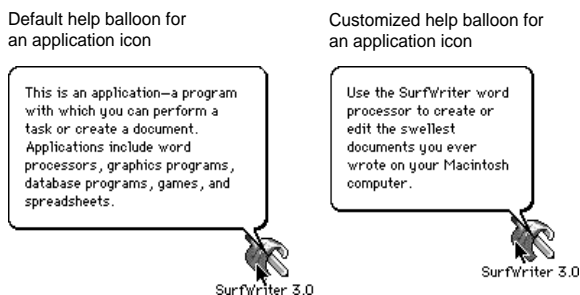 Default help balloon for
an application icon
This is an application—a program
with which you can perform a
task or create a document.
Applications include word
processors, graphics programs,
database programs, games, and
spreadsheets.
SurfWriter 3.0
Customized help balloon for
an application icon
Use the SurfWriter word
processor to create or
edit the swellest
documents you ever
wrote on your Macintosh
computer.
SurfWriter 3.0